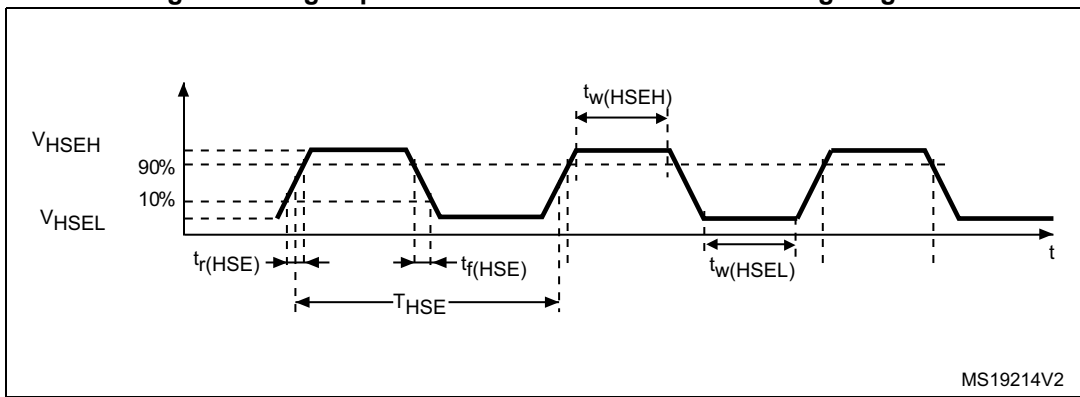 tw(HSEH)
VHSEH
90%
10%
VHSEL
tr(HSE)
tf(HSE)
tw(HSEL)
t
THSE
MS19214V2